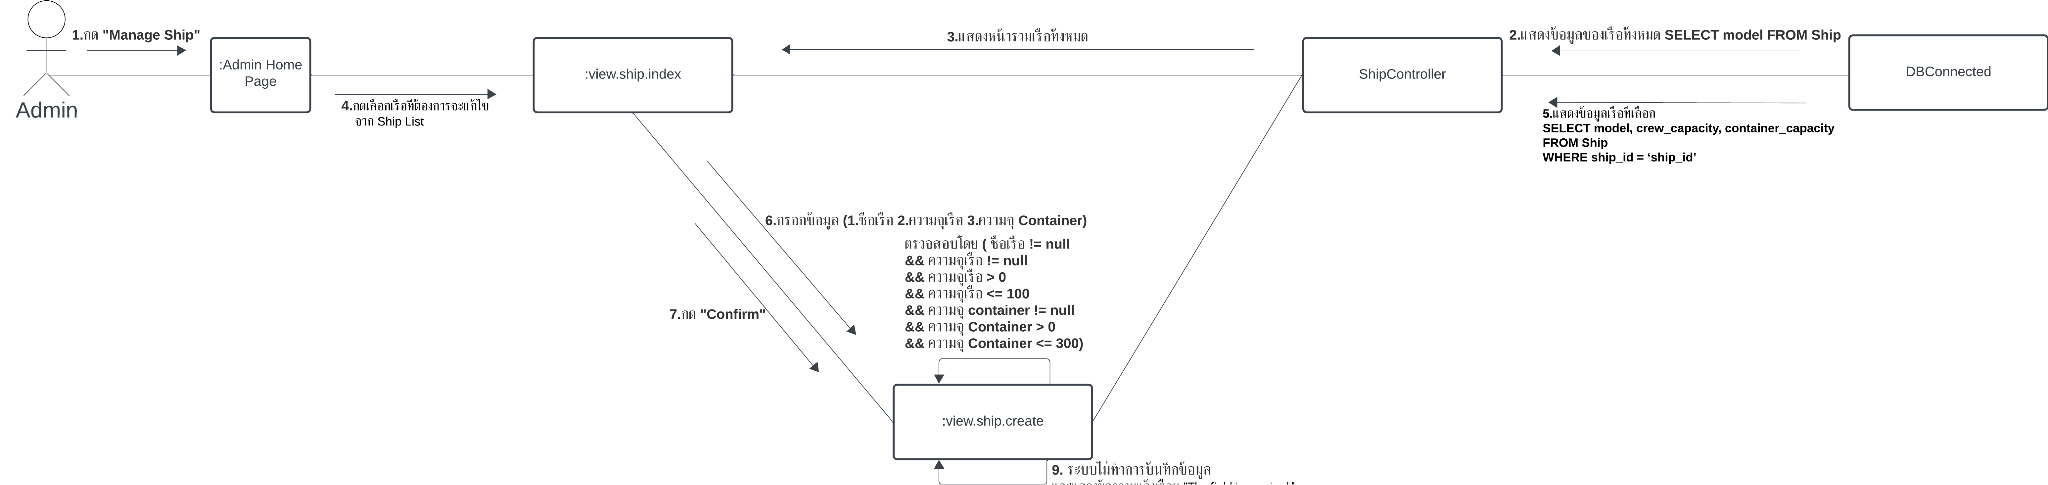 1.กด "Manage Ship"
3.แสดงหน้ารวมเรือทั้งหมด
2.แสดงข้อมูลของเรือทั้งหมด SELECT model FROM Ship
:Admin Home
Page
:view.ship.index
ShipController
DBConnected
Admin
4.กดเลือกเรือที่ต้องการจะแก้ไข
จาก Ship List
5.แสดงข้อมูลเรือที่เลือก
SELECT model, crew_capacity, container_capacity
FROM Ship
WHERE ship_id = ‘ship_id’
6.กรอกข้อมูล (1.ชื่อเรือ 2.ความจุเรือ 3.ความจุ Container)
ตรวจสอบโดย ( ชื่อเรือ != null
&& ความจุเรือ != null
&& ความจุเรือ > 0
&& ความจุเรือ <= 100
&& ความจุ container != null
&& ความจุ Container > 0
&& ความจุ Container <= 300)
7.กด "Confirm"
:view.ship.create
9. ระบบไม่ทำการบันทึกข้อมูล